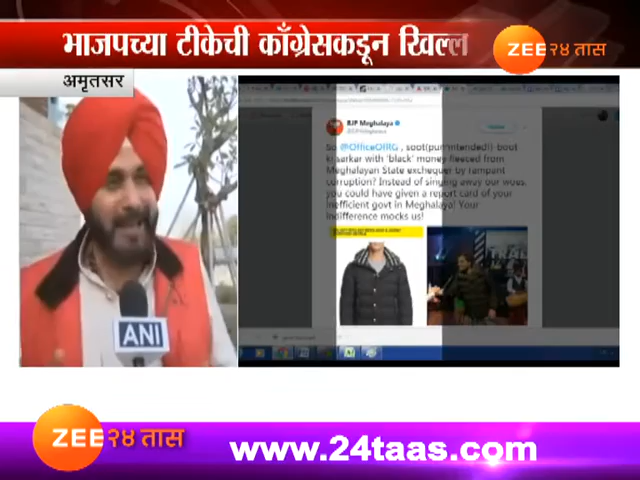 भाजपच्या टीकेची काँग्रेसकडून खिल्ल
ZEE २४ तास
अमृतसर
BJP Meghalaya
So @OfficeOfRG , soot(pun intended!) boot
ki sarkar with 'black' money fleeced from
Meghalayan State exchequer by rampant
corruption? Instead of singing away our woes,
you could have given a report card of your
inefficient govt in Meghalaya! Your
indifference mocks us!
ANI
ZEE २४ तास
www.24taas.com